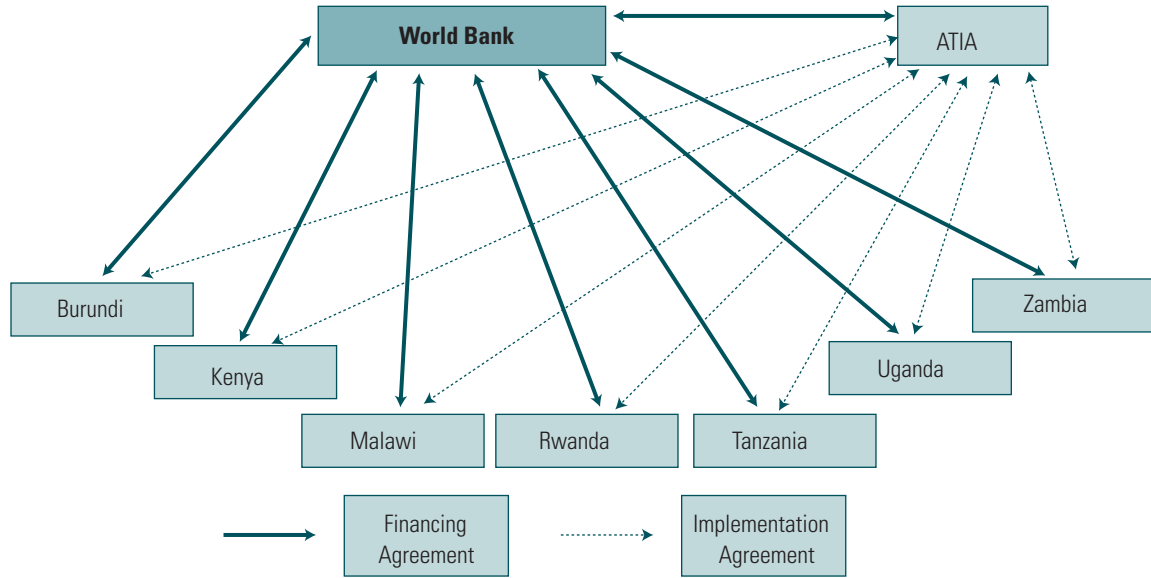 World Bank
ATIA
Burundi
Zambia
Kenya
Uganda
Malawi
Rwanda
Tanzania
Financing
Agreement
Implementation
Agreement